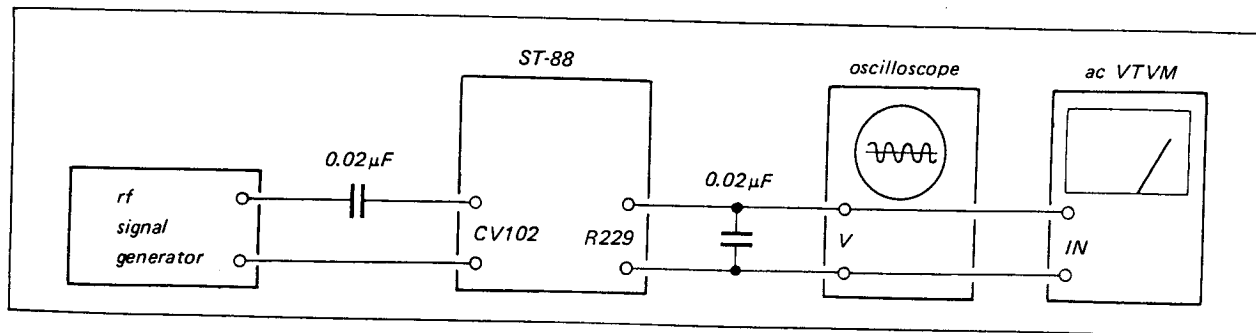 ST-88
oscilloscope
ac VTVM
0.02μF
0.02μF
rf
signal
generator
CV102
R229
V
IN